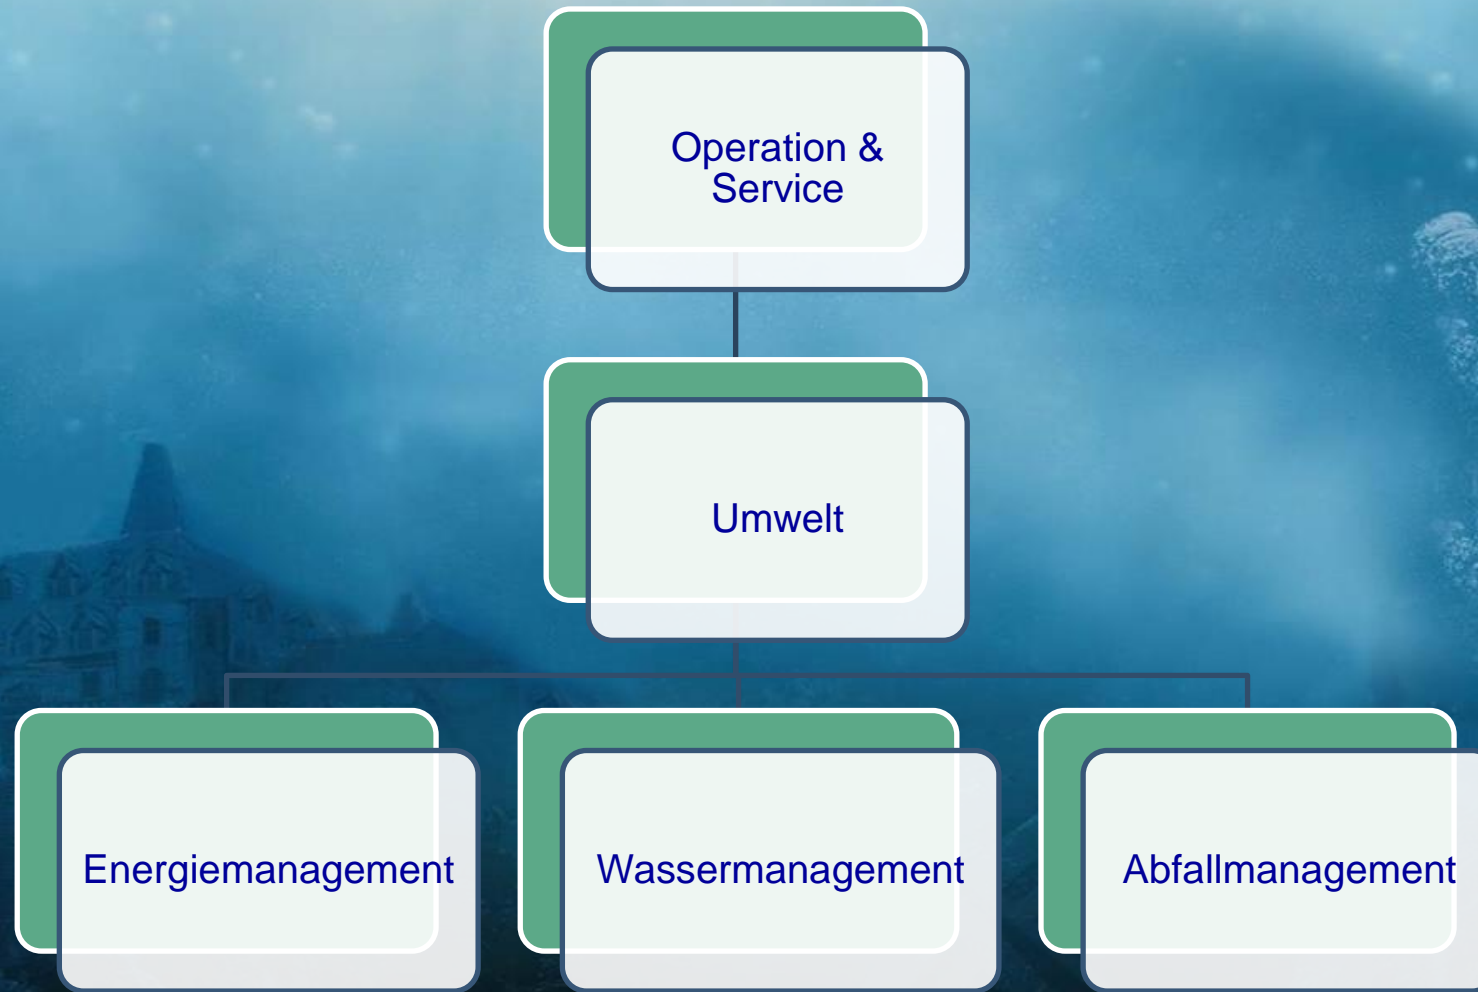 Operation &
Service
Umwelt
Energiemanagement
Wassermanagement
Abfallmanagement